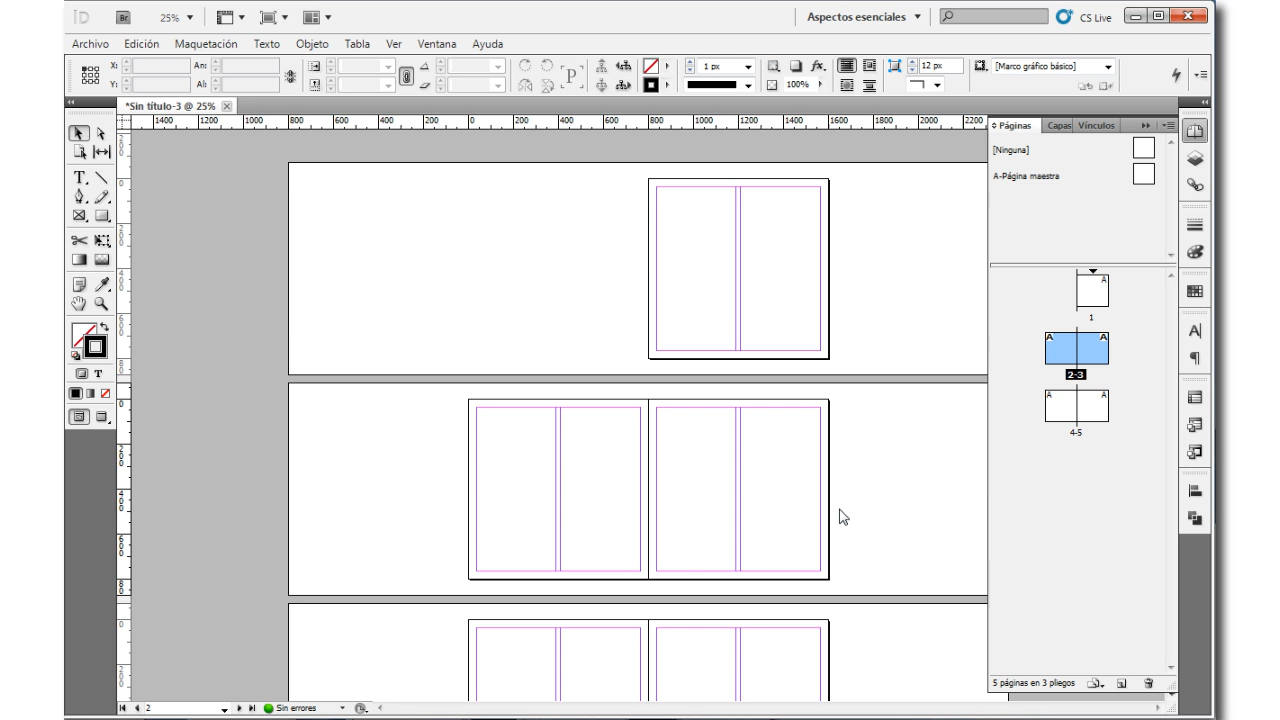 ID Br 25% Aspectos esenciales CS Live
Archivo Edición Maquetación Texto Objeto Tabla Ver Ventana Ayuda
X: An: 1 px fx 12 px [Marco gráfico básico]
Y: Al: P 100%
*Sin título-3 @ 25%
1400 1200 1000 800 600 400 200 0 200 400 600 800 1000 1200 1400 1600 1800 2000 2200
Páginas Capas Vínculos
[Ninguna]
A-Página maestra
A
1
A A
2-3
A A
4-5
5 páginas en 3 pliegos
2 Sin errores